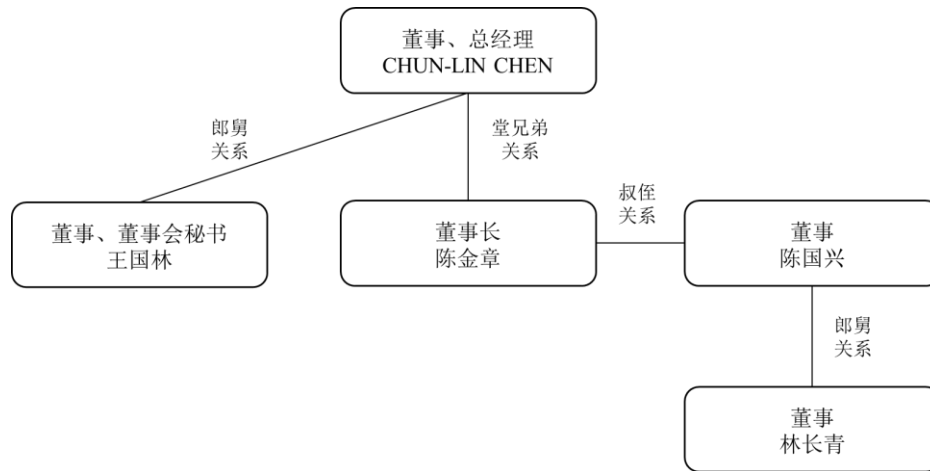 董事、总经理
CHUN-LIN CHEN
郎舅
关系
堂兄弟
关系
叔侄
关系
董事、董事会秘书
王国林
董事长
陈金章
董事
陈国兴
郎舅
关系
董事
林长青